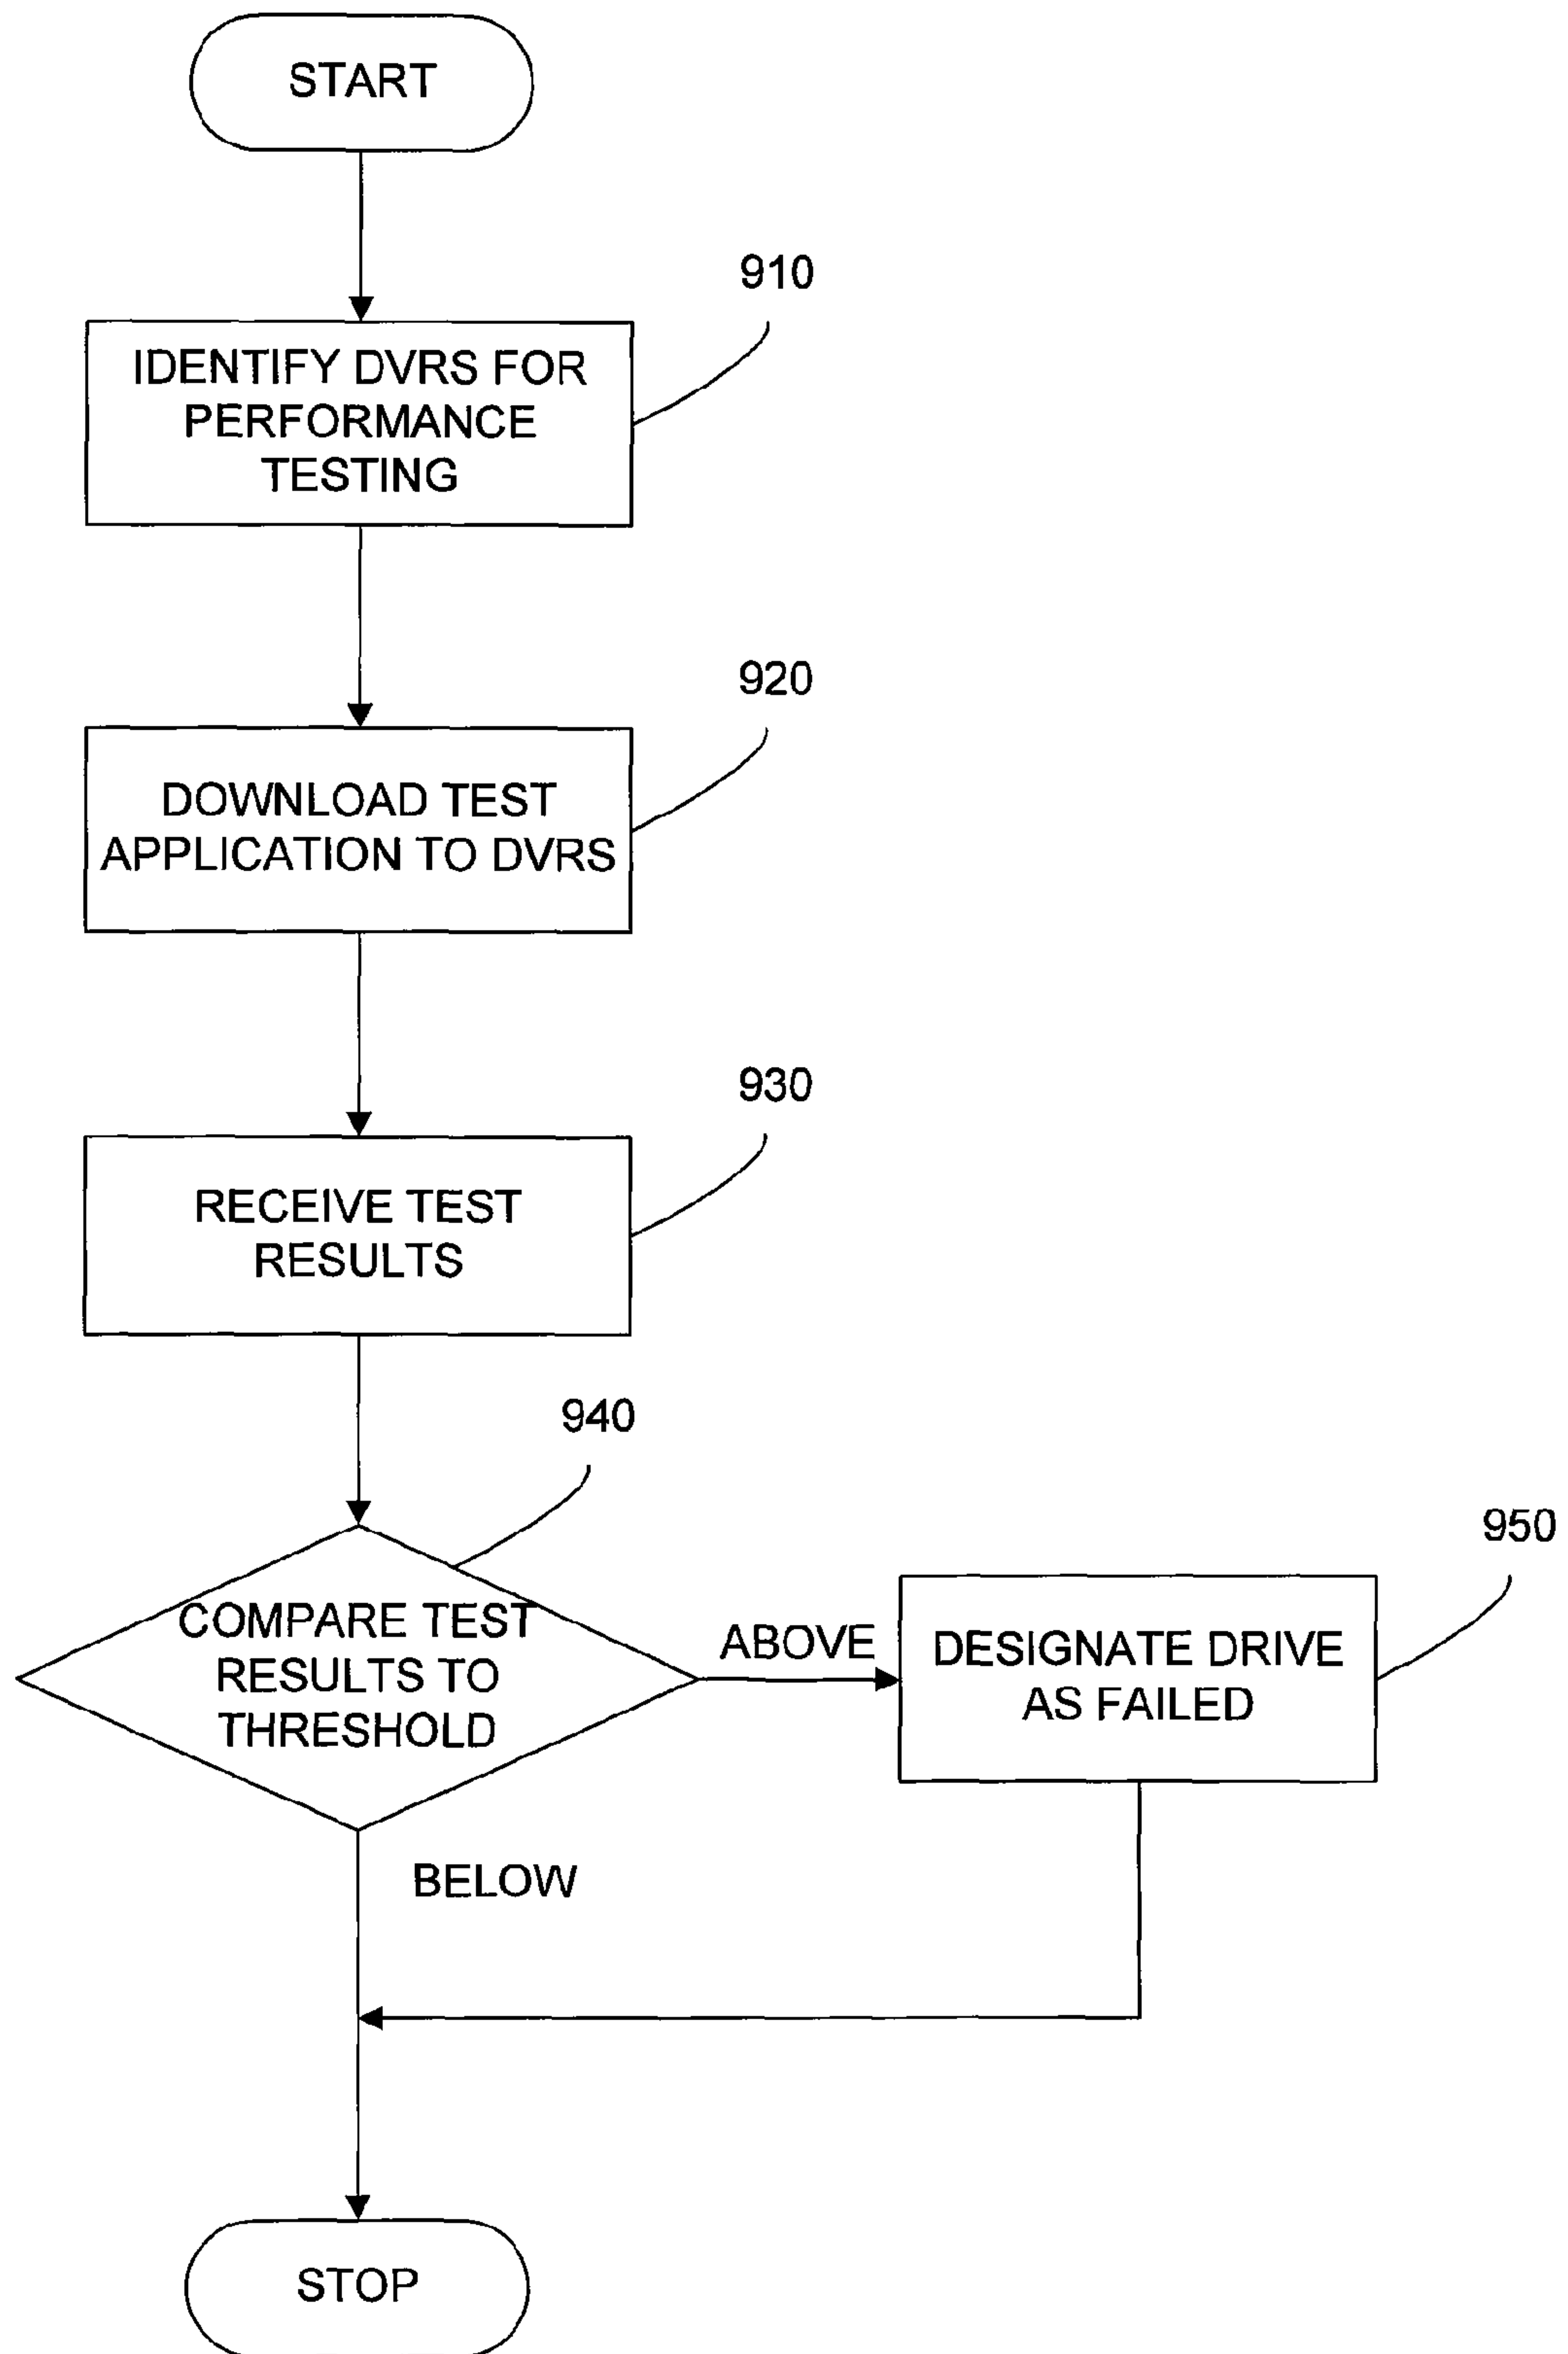 START
910
IDENTIFY DVRS FOR
PERFORMANCE
TESTING
920
DOWNLOAD TEST
APPLICATION TO DVRS
930
RECEIVE TEST
RESULTS
940
COMPARE TEST
RESULTS TO
THRESHOLD
ABOVE
950
DESIGNATE DRIVE
AS FAILED
BELOW
STOP